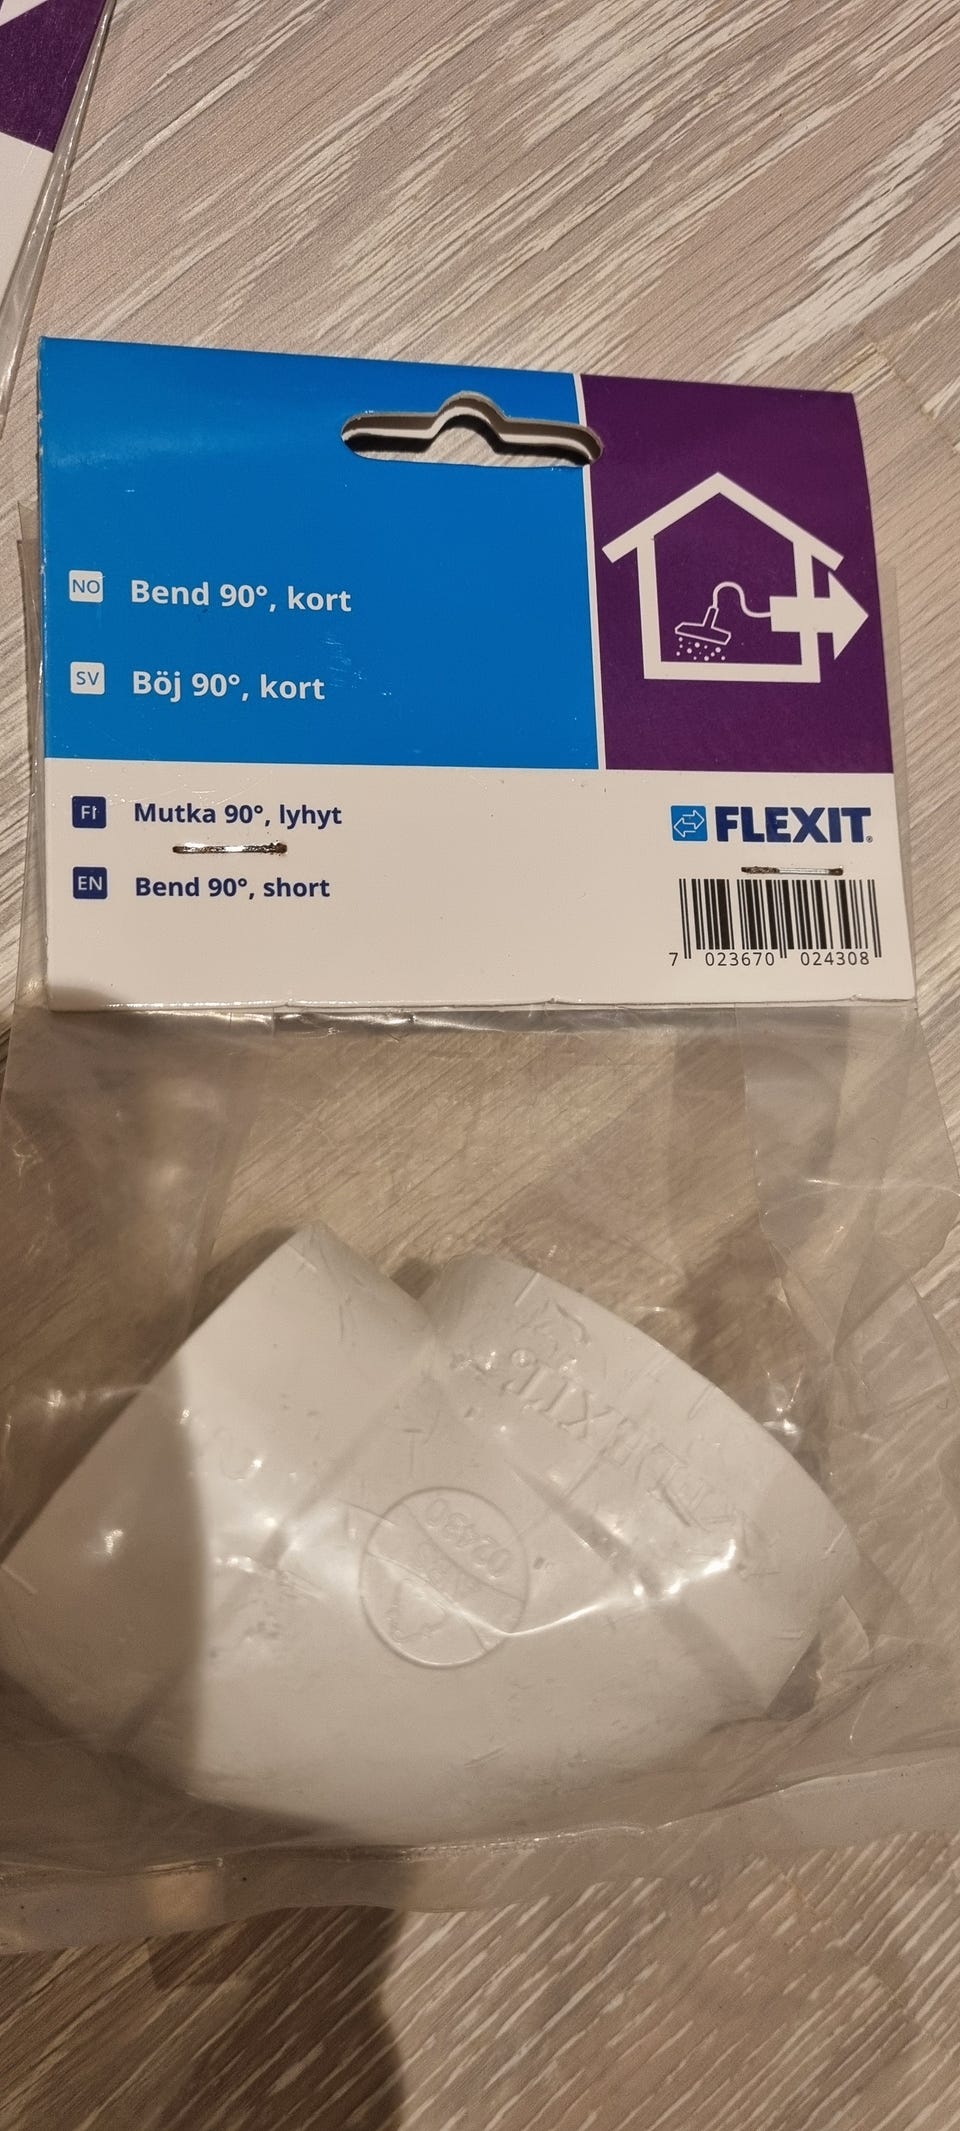 NO Bend 90°, kort
SV Böj 90°, kort
FI Mutka 90°, lyhyt
EN Bend 90°, short
FLEXIT®
7 023670 024308
FLEXIT
02430
ABS